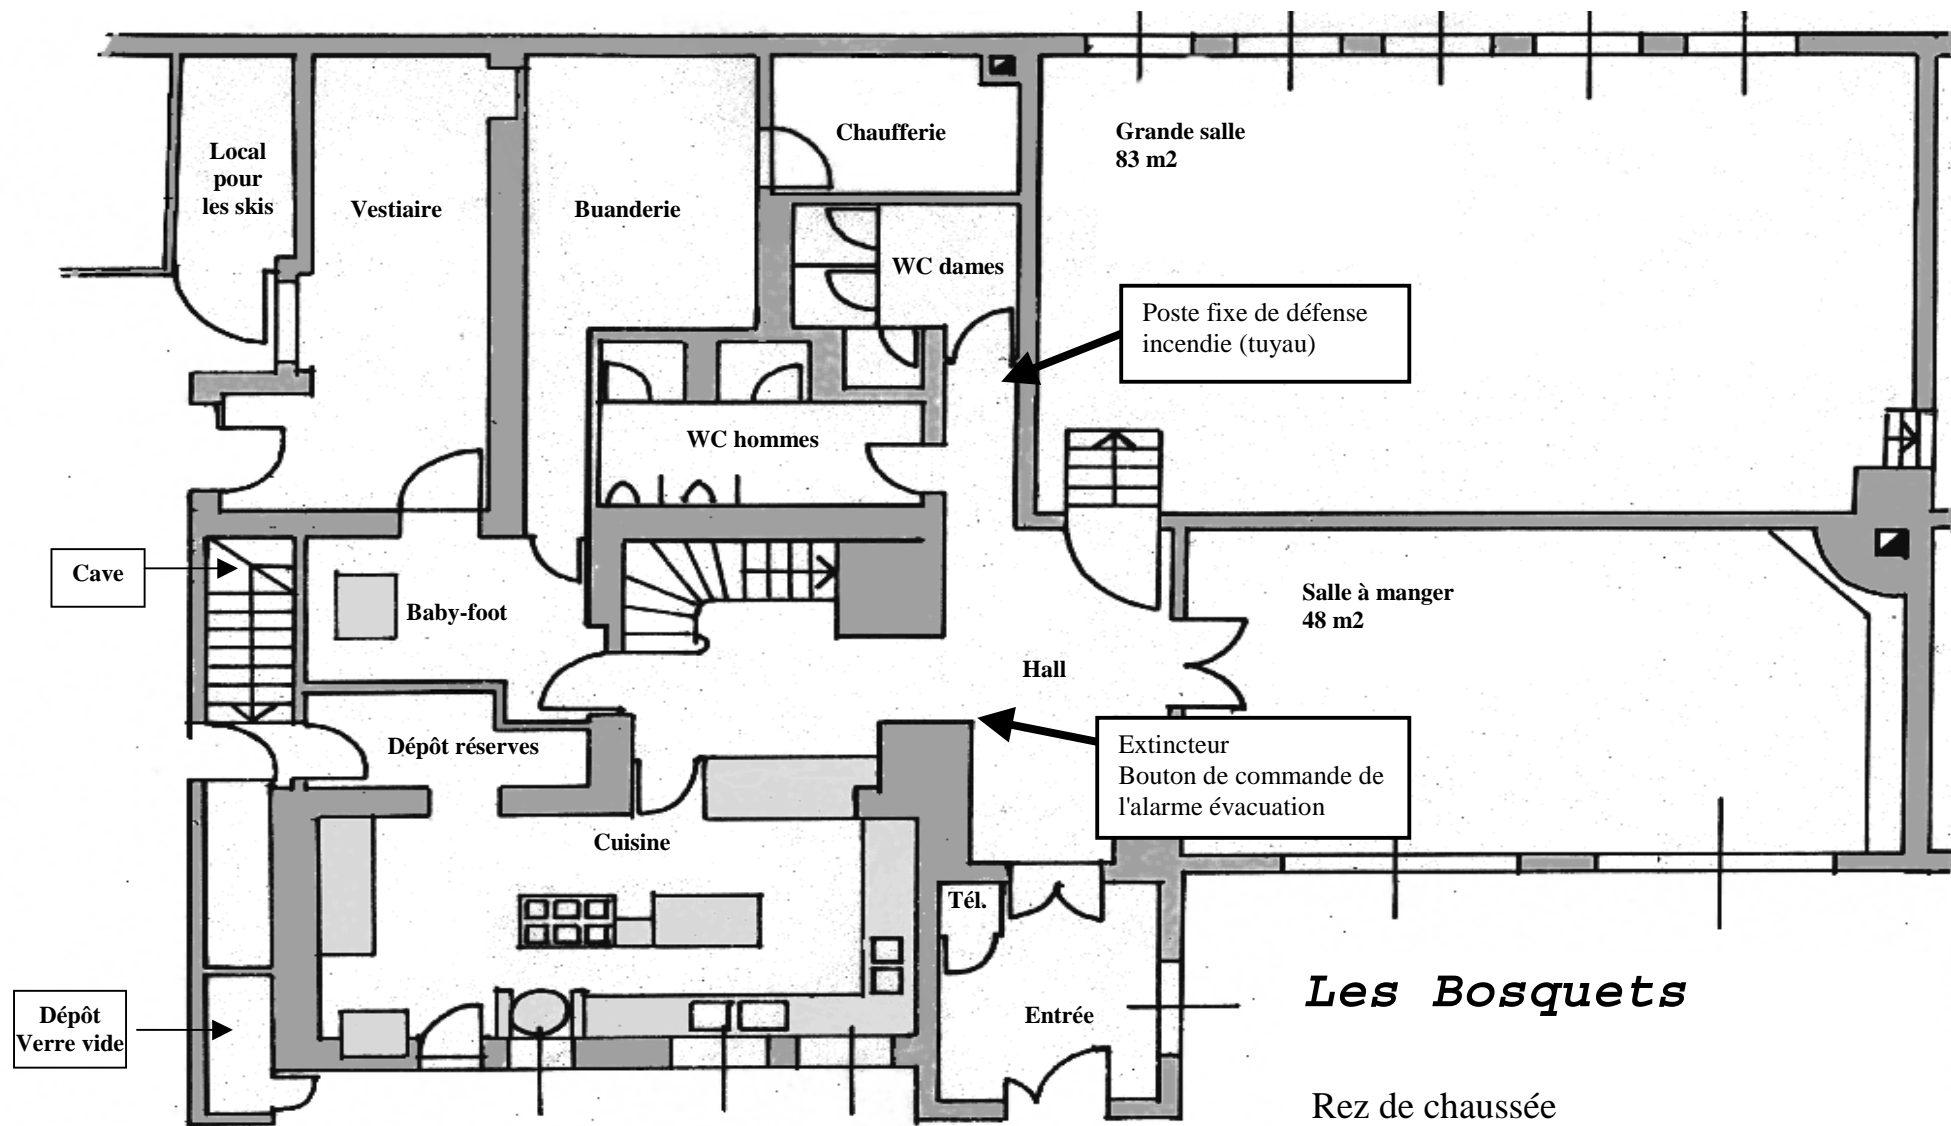 Local
pour
les skis
Vestiaire
Buanderie
Chaufferie
Grande salle
83 m2
WC dames
Poste fixe de défense
incendie (tuyau)
WC hommes
Cave
Baby-foot
Salle à manger
48 m2
Hall
Dépôt réserves
Extincteur
Bouton de commande de
l'alarme évacuation
Cuisine
Tél.
Les Bosquets
Dépôt
Verre vide
Entrée
Rez de chaussée